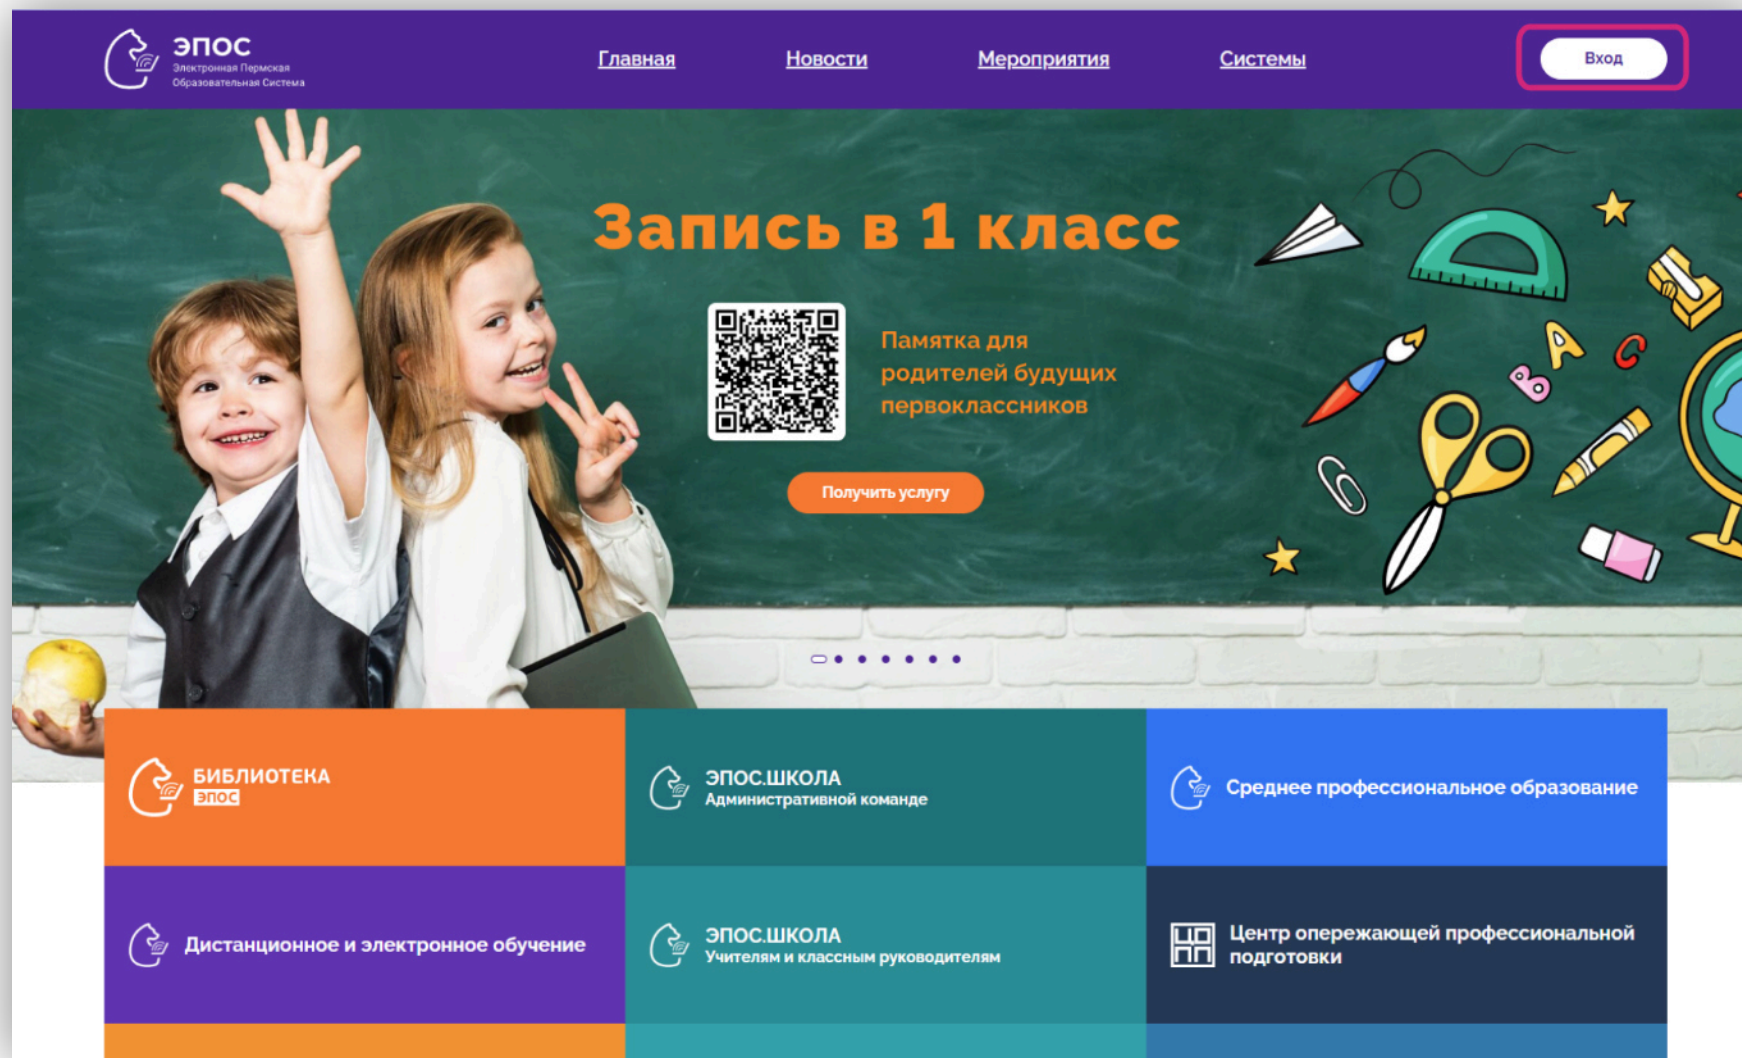 ЭПОС
Электронная Пермская
Образовательная Система
Главная
Новости
Мероприятия
Системы
Вход
Запись в 1 класс
Памятка для
родителей будущих
первоклассников
B
A
C
Получить услугу
БИБЛИОТЕКА
ЭПОС
ЭПОС.ШКОЛА
Административной команде
Среднее профессиональное образование
Дистанционное и электронное обучение
ЭПОС.ШКОЛА
Учителям и классным руководителям
ЦО
ПП
Центр опережающей профессиональной
подготовки